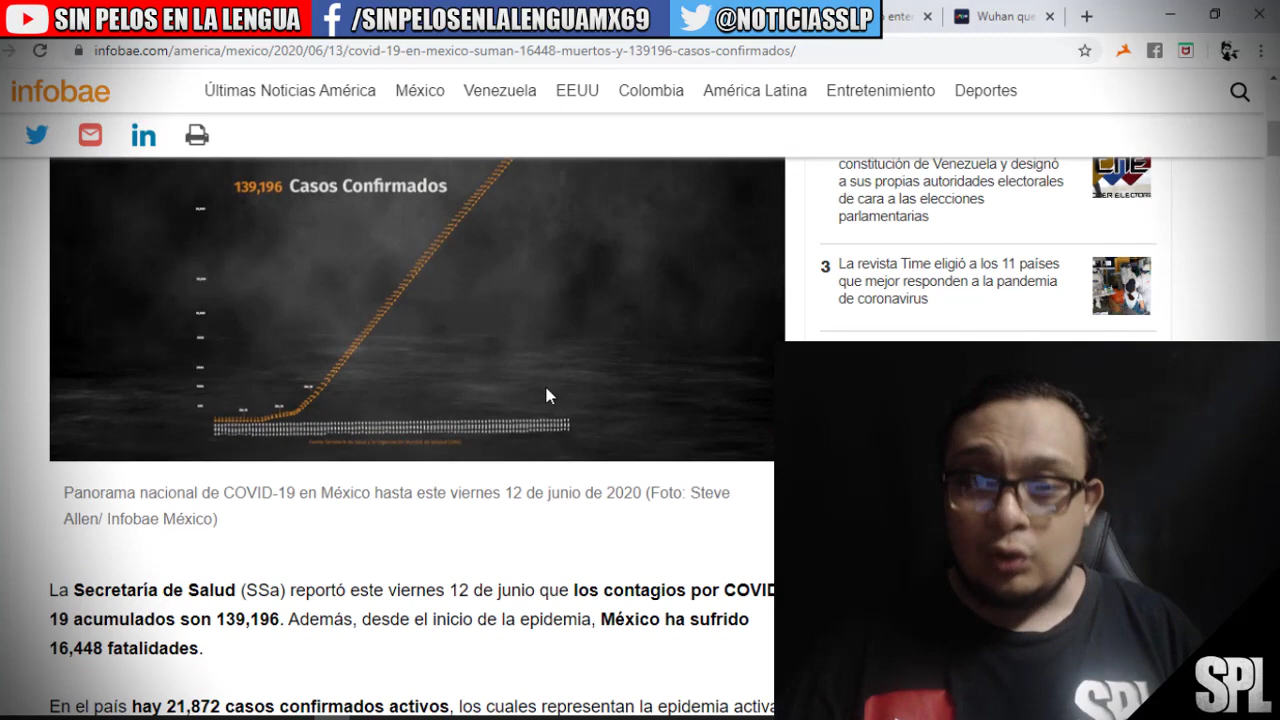 SIN PELOS EN LA LENGUA
/SINPELOSENLALENGUAMX69
@NOTICIASSLP
Wuhan que
infobae.com/america/mexico/2020/06/13/covid-19-en-mexico-suman-16448-muertos-y-139196-casos-confirmados/
infobae
Últimas Noticias América México Venezuela EEUU Colombia América Latina Entretenimiento Deportes
139,196 Casos Confirmados
constitución de Venezuela y designó
a sus propias autoridades electorales
de cara a las elecciones
parlamentarias
3 La revista Time eligió a los 11 países
que mejor responden a la pandemia
de coronavirus
Panorama nacional de COVID-19 en México hasta este viernes 12 de junio de 2020 (Foto: Steve
Allen/ Infobae México)
La Secretaría de Salud (SSa) reportó este viernes 12 de junio que los contagios por COVID
19 acumulados son 139,196. Además, desde el inicio de la epidemia, México ha sufrido
16,448 fatalidades.
En el país hay 21,872 casos confirmados activos, los cuales representan la epidemia activa
SPL
SPL